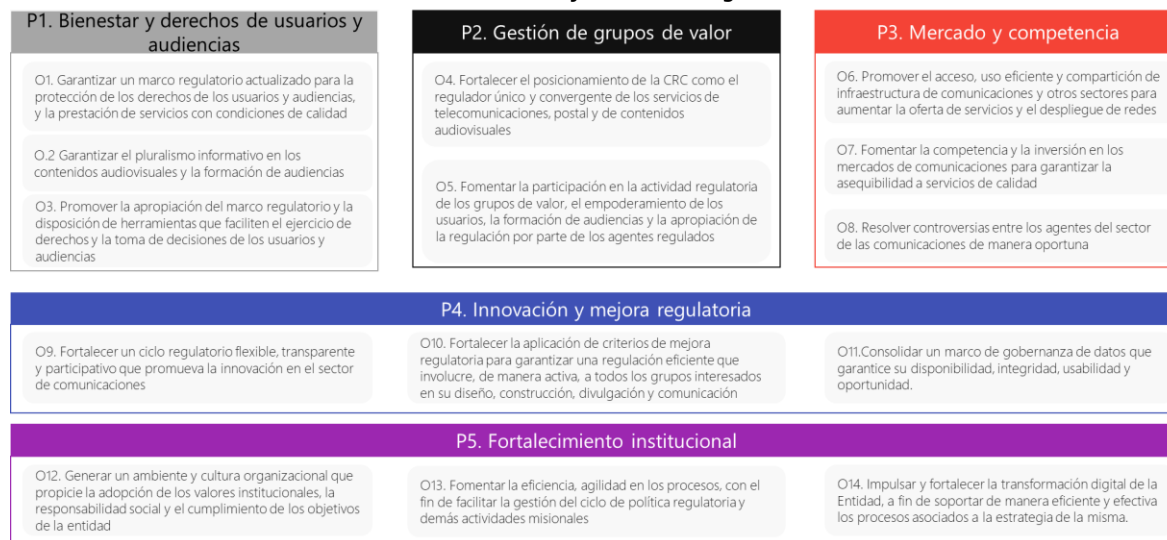 P1. Bienestar y derechos de usuarios y
audiencias
O1. Garantizar un marco regulatorio actualizado para la
protección de los derechos de los usuarios y audiencias,
y la prestación de servicios con condiciones de calidad
O.2 Garantizar el pluralismo informativo en los
contenidos audiovisuales y la formación de audiencias
O3. Promover la apropiación del marco regulatorio y la
disposición de herramientas que faciliten el ejercicio de
derechos y la toma de decisiones de los usuarios y
audiencias
P2. Gestión de grupos de valor
O4. Fortalecer el posicionamiento de la CRC como el
regulador único y convergente de los servicios de
telecomunicaciones, postal y de contenidos
audiovisuales
O5. Fomentar la participación en la actividad regulatoria
de los grupos de valor, el empoderamiento de los
usuarios, la formación de audiencias y la apropiación de
la regulación por parte de los agentes regulados
P3. Mercado y competencia
O6. Promover el acceso, uso eficiente y compartición de
infraestructura de comunicaciones y otros sectores para
aumentar la oferta de servicios y el despliegue de redes
O7. Fomentar la competencia y la inversión en los
mercados de comunicaciones para garantizar la
asequibilidad a servicios de calidad
O8. Resolver controversias entre los agentes del sector
de las comunicaciones de manera oportuna
P4. Innovación y mejora regulatoria
O9. Fortalecer un ciclo regulatorio flexible, transparente
y participativo que promueva la innovación en el sector
de comunicaciones
O10. Fortalecer la aplicación de criterios de mejora
regulatoria para garantizar una regulación eficiente que
involucre, de manera activa, a todos los grupos interesados
en su diseño, construcción, divulgación y comunicación
O11.Consolidar un marco de gobernanza de datos que
garantice su disponibilidad, integridad, usabilidad y
oportunidad.
P5. Fortalecimiento institucional
O12. Generar un ambiente y cultura organizacional que
propicie la adopción de los valores institucionales, la
responsabilidad social y el cumplimiento de los objetivos
de la entidad
O13. Fomentar la eficiencia, agilidad en los procesos, con el
fin de facilitar la gestión del ciclo de política regulatoria y
demás actividades misionales
O14. Impulsar y fortalecer la transformación digital de la
Entidad, a fin de soportar de manera eficiente y efectiva
los procesos asociados a la estrategia de la misma.